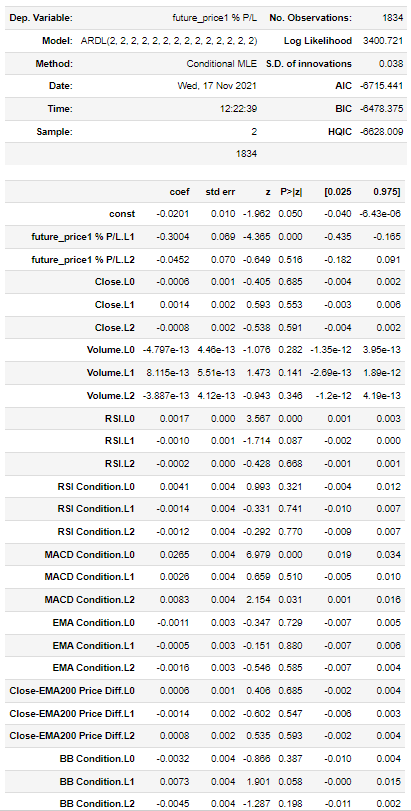 Dep. Variable: future_price1 % P/L No. Observations: 1834
Model: ARDL(2, 2, 2, 2, 2, 2, 2, 2, 2, 2, 2, 2, 2, 2) Log Likelihood 3400.721
Method: Conditional MLE S.D. of innovations 0.038
Date: Wed, 17 Nov 2021 AIC -6715.441
Time: 12:22:39 BIC -6478.375
Sample: 2 HQIC -6628.009
1834
coef std err z P>|z| [0.025 0.975]
const -0.0201 0.010 -1.962 0.050 -0.040 -6.43e-06
future_price1 % P/L.L1 -0.3004 0.069 -4.365 0.000 -0.435 -0.165
future_price1 % P/L.L2 -0.0452 0.070 -0.649 0.516 -0.182 0.091
Close.L0 -0.0006 0.001 -0.405 0.685 -0.004 0.002
Close.L1 0.0014 0.002 0.593 0.553 -0.003 0.006
Close.L2 -0.0008 0.002 -0.538 0.591 -0.004 0.002
Volume.L0 -4.797e-13 4.46e-13 -1.076 0.282 -1.35e-12 3.95e-13
Volume.L1 8.115e-13 5.51e-13 1.473 0.141 -2.69e-13 1.89e-12
Volume.L2 -3.887e-13 4.12e-13 -0.943 0.346 -1.2e-12 4.19e-13
RSI.L0 0.0017 0.000 3.567 0.000 0.001 0.003
RSI.L1 -0.0010 0.001 -1.714 0.087 -0.002 0.000
RSI.L2 -0.0002 0.000 -0.428 0.668 -0.001 0.001
RSI Condition.L0 0.0041 0.004 0.993 0.321 -0.004 0.012
RSI Condition.L1 -0.0014 0.004 -0.331 0.741 -0.010 0.007
RSI Condition.L2 -0.0012 0.004 -0.292 0.770 -0.009 0.007
MACD Condition.L0 0.0265 0.004 6.979 0.000 0.019 0.034
MACD Condition.L1 0.0026 0.004 0.659 0.510 -0.005 0.010
MACD Condition.L2 0.0083 0.004 2.154 0.031 0.001 0.016
EMA Condition.L0 -0.0011 0.003 -0.347 0.729 -0.007 0.005
EMA Condition.L1 -0.0005 0.003 -0.151 0.880 -0.007 0.006
EMA Condition.L2 -0.0016 0.003 -0.546 0.585 -0.007 0.004
Close-EMA200 Price Diff.L0 0.0006 0.001 0.406 0.685 -0.002 0.004
Close-EMA200 Price Diff.L1 -0.0014 0.002 -0.602 0.547 -0.006 0.003
Close-EMA200 Price Diff.L2 0.0008 0.002 0.535 0.593 -0.002 0.004
BB Condition.L0 -0.0032 0.004 -0.866 0.387 -0.010 0.004
BB Condition.L1 0.0073 0.004 1.901 0.058 -0.000 0.015
BB Condition.L2 -0.0045 0.004 -1.287 0.198 -0.011 0.002